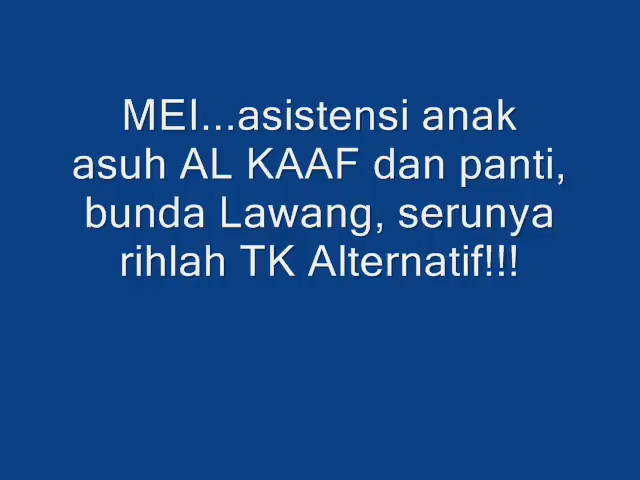 MEI...asistensi anak
asuh AL KAAF dan panti,
bunda Lawang, serunya
rihlah TK Alternatif!!!